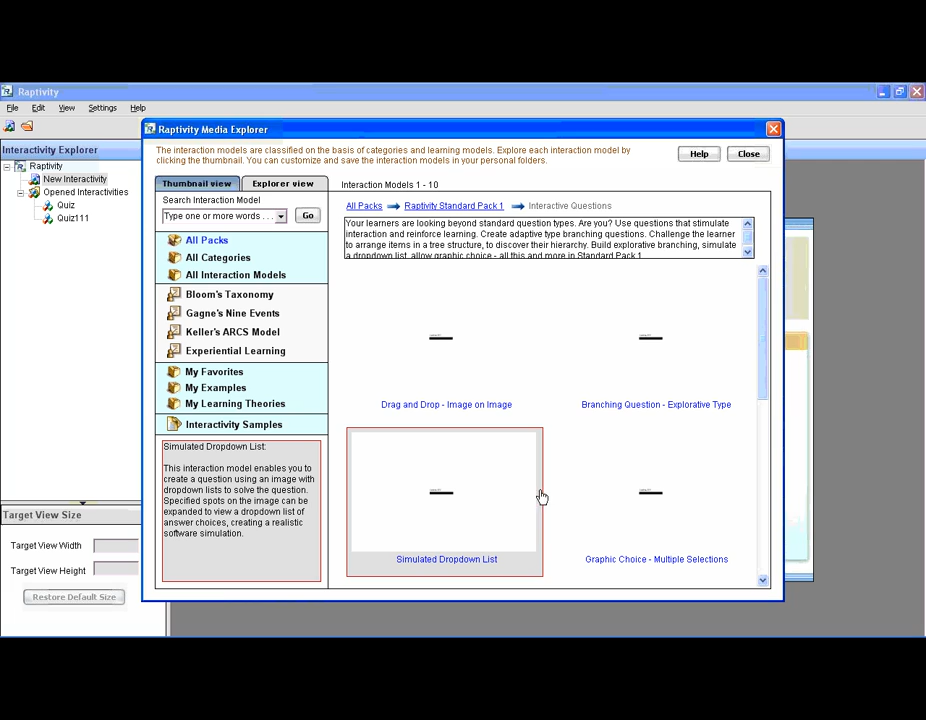 Raptivity
File Edit View Settings Help
Interactivity Explorer
Raptivity
New Interactivity
Opened Interactivities
Quiz
Quiz111
Target View Size
Target View Width
Target View Height
Restore Default Size
Raptivity Media Explorer
The interaction models are classified on the basis of categories and learning models. Explore each interaction model by
clicking the thumbnail. You can customize and save the interaction models in your personal folders.
Help Close
Thumbnail view Explorer view
Search Interaction Model
Type one or more words . . . Go
All Packs
All Categories
All Interaction Models
Bloom's Taxonomy
Gagne's Nine Events
Keller's ARCS Model
Experiential Learning
My Favorites
My Examples
My Learning Theories
Interactivity Samples
Simulated Dropdown List:
This interaction model enables you to
create a question using an image with
dropdown lists to solve the question.
Specified spots on the image can be
expanded to view a dropdown list of
answer choices, creating a realistic
software simulation.
Interaction Models 1 - 10
All Packs Raptivity Standard Pack 1 Interactive Questions
Your learners are looking beyond standard question types. Are you? Use questions that stimulate
interaction and reinforce learning. Create adaptive type branching questions. Challenge the learner
to arrange items in a tree structure, to discover their hierarchy. Build explorative branching, simulate
a dropdown list, allow graphic choice - all this and more in Standard Pack 1
Drag and Drop - Image on Image
Branching Question - Explorative Type
Simulated Dropdown List
Graphic Choice - Multiple Selections